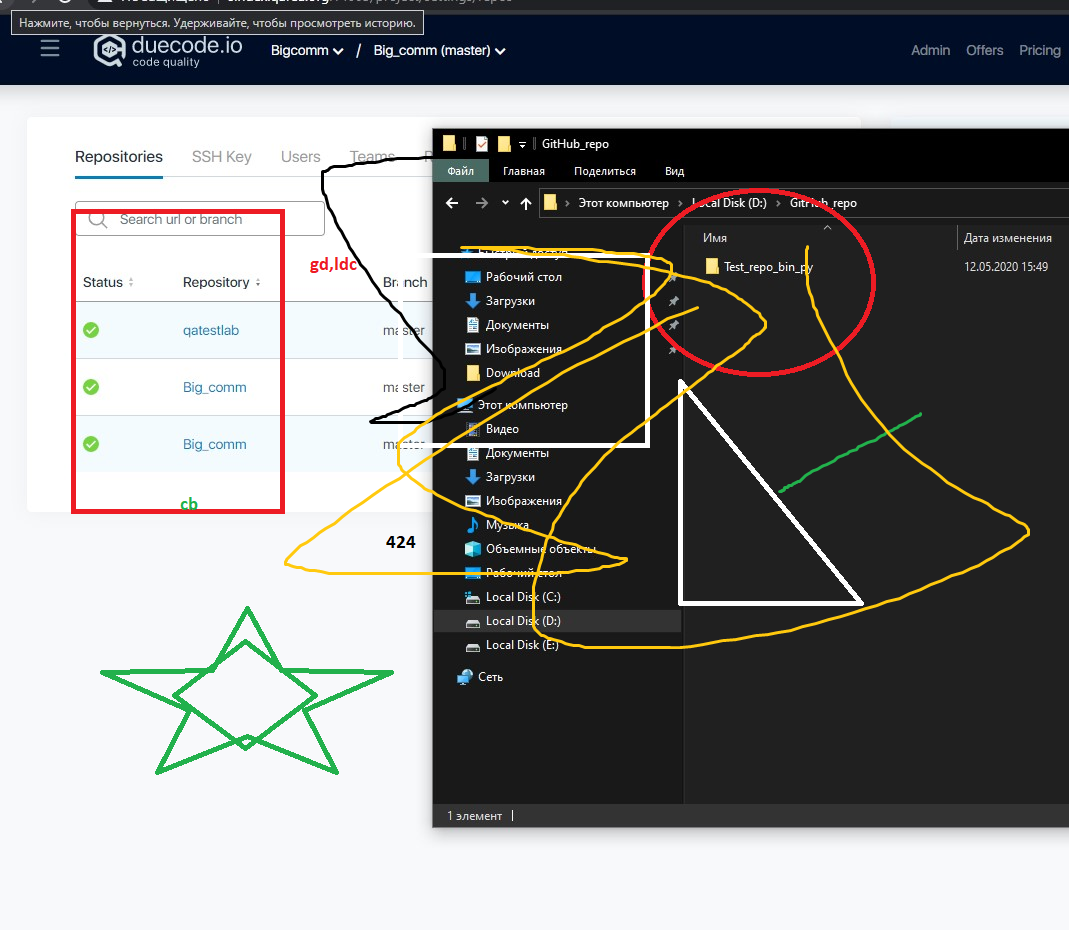 Нажмите, чтобы вернуться. Удерживайте, чтобы просмотреть историю.
duecode.io
code quality
Bigcomm / Big_comm (master)
Admin Offers Pricing
Repositories SSH Key Users Teams
Search url or branch
gd,ldc
Status Repository Branch
qatestlab master
Big_comm master
Big_comm master
cb
424
GitHub_repo
Файл Главная Поделиться Вид
Этот компьютер Local Disk (D:) GitHub_repo
Имя Дата изменения
Test_repo_bin_py 12.05.2020 15:49
Быстрый доступ
Рабочий стол
Загрузки
Документы
Изображения
Download
Этот компьютер
Видео
Документы
Загрузки
Изображения
Музыка
Объемные объекты
Рабочий стол
Local Disk (C:)
Local Disk (D:)
Local Disk (E:)
Сеть
1 элемент